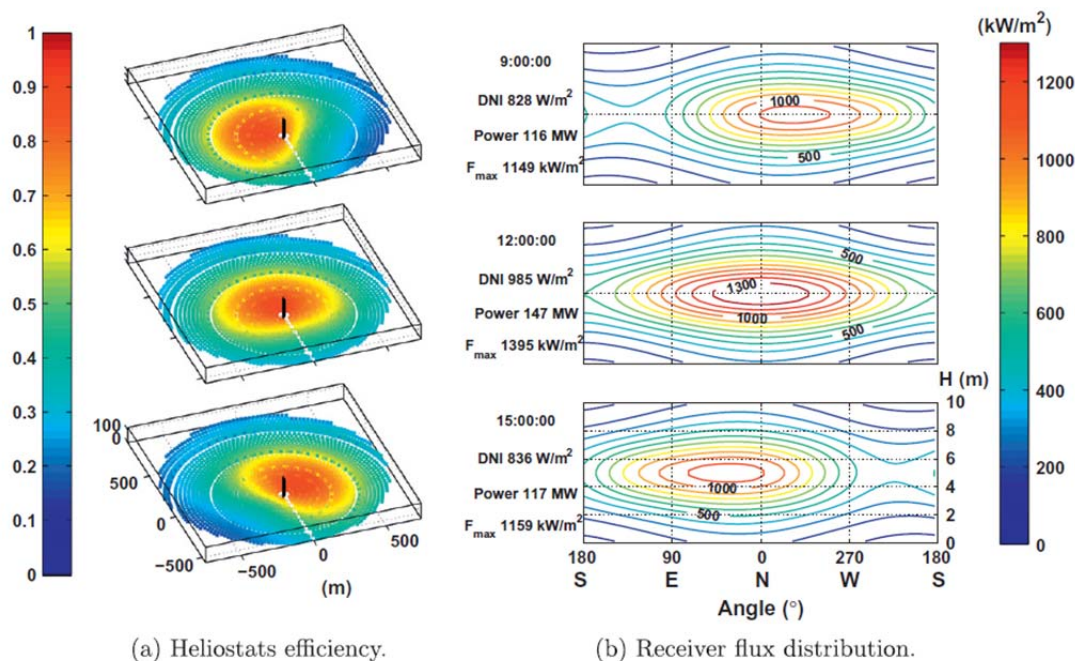 1
0.9
0.8
0.7
0.6
0.5
0.4
0.3
0.2
0.1
0
100
0
500
0
−500
−500
0
500
(m)
(a) Heliostats efficiency.
9:00:00
DNI 828 W/m²
Power 116 MW
F_max 1149 kW/m²
1000
500
12:00:00
DNI 985 W/m²
Power 147 MW
F_max 1395 kW/m²
500
1300
1000
500
15:00:00
DNI 836 W/m²
Power 117 MW
F_max 1159 kW/m²
1000
500
H (m)
10
8
6
4
2
0
180 90 0 270 180
S E N W S
Angle (°)
(b) Receiver flux distribution.
(kW/m²)
1200
1000
800
600
400
200
0